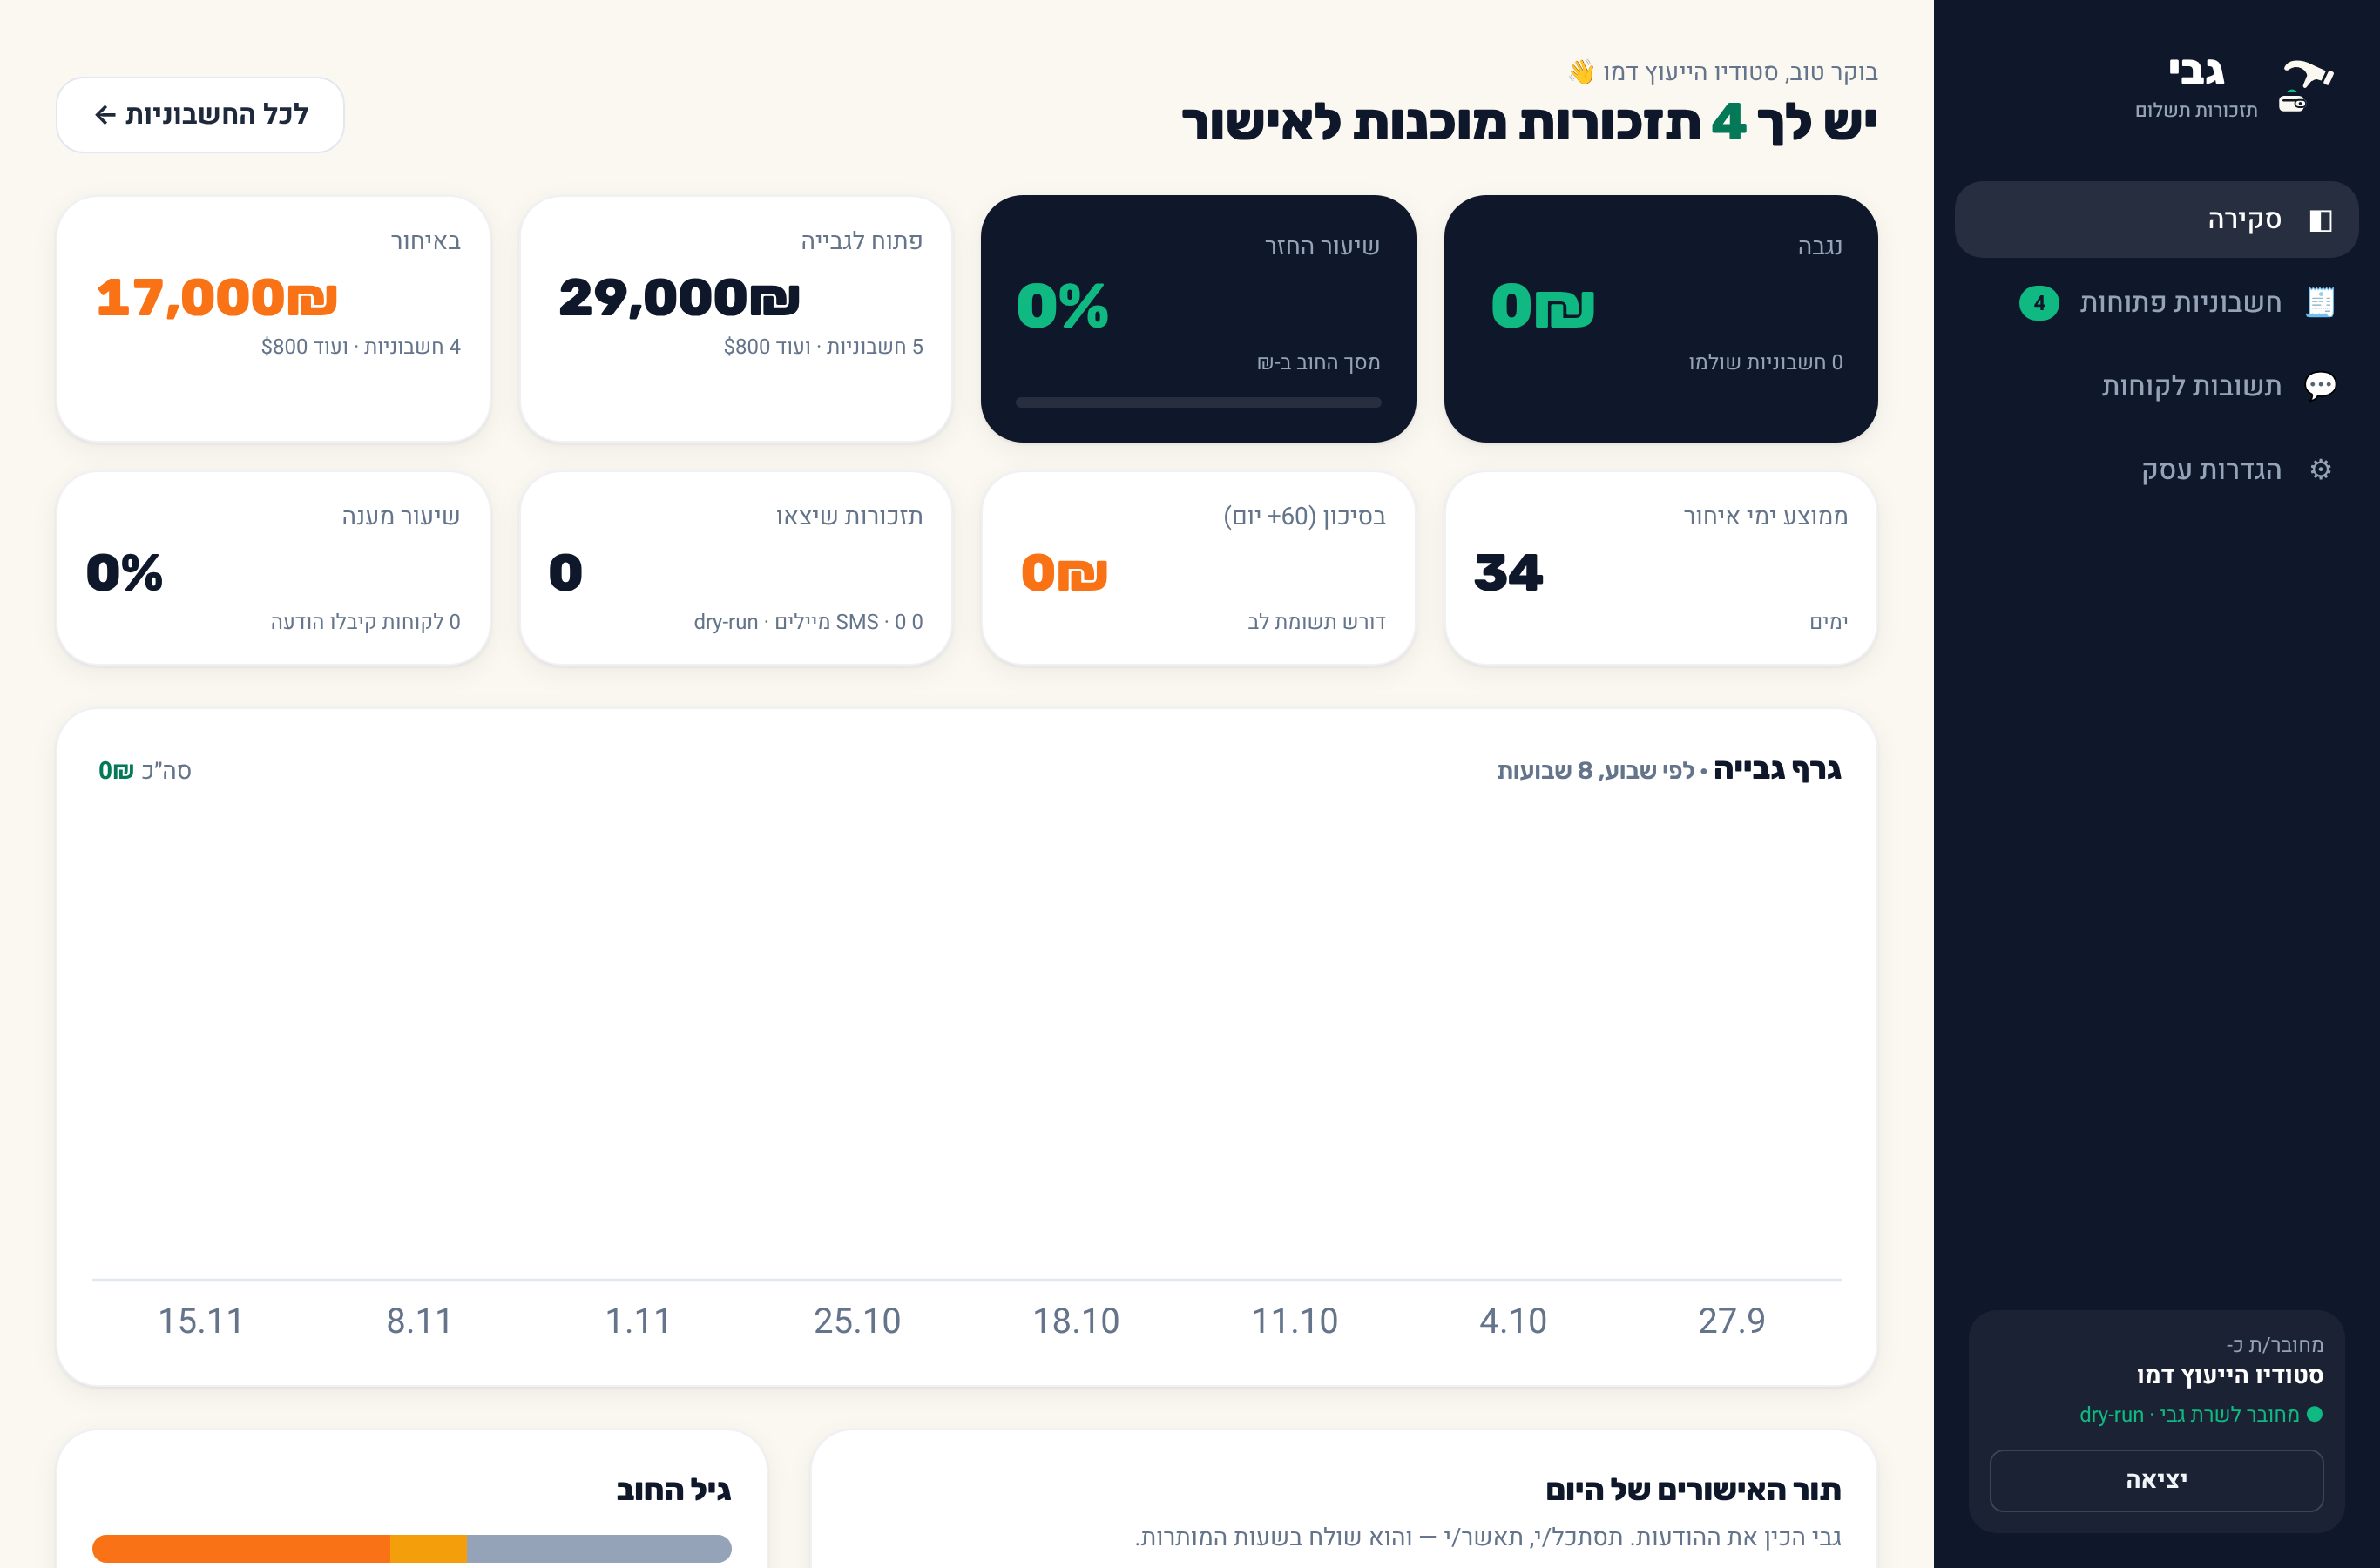 גבי
תזכורות תשלום
סקירה
חשבוניות פתוחות 4
תשובות לקוחות
הגדרות עסק
מחובר/ת כ-
סטודיו הייעוץ דמו
מחובר לשרת גבי · dry-run
יציאה
בוקר טוב, סטודיו הייעוץ דמו 👋
יש לך 4 תזכורות מוכנות לאישור
לכל החשבוניות ←
נגבה
₪0
0 חשבוניות שולמו
שיעור החזר
0%
מסך החוב ב-₪
פתוח לגבייה
29,000₪
5 חשבוניות · ועוד $800
באיחור
17,000₪
4 חשבוניות · ועוד $800
ממוצע ימי איחור
34
ימים
בסיכון (60+ יום)
0₪
דורש תשומת לב
תזכורות שיצאו
0
0 SMS · 0 מיילים · dry-run
שיעור מענה
0%
0 לקוחות קיבלו הודעה
גרף גבייה • לפי שבוע, 8 שבועות
סה״כ 0₪
27.9 4.10 11.10 18.10 25.10 1.11 8.11 15.11
תור האישורים של היום
גבי הכין את ההודעות. תסתכל/י, תאשר/י — והוא שולח בשעות המותרות.
גיל החוב